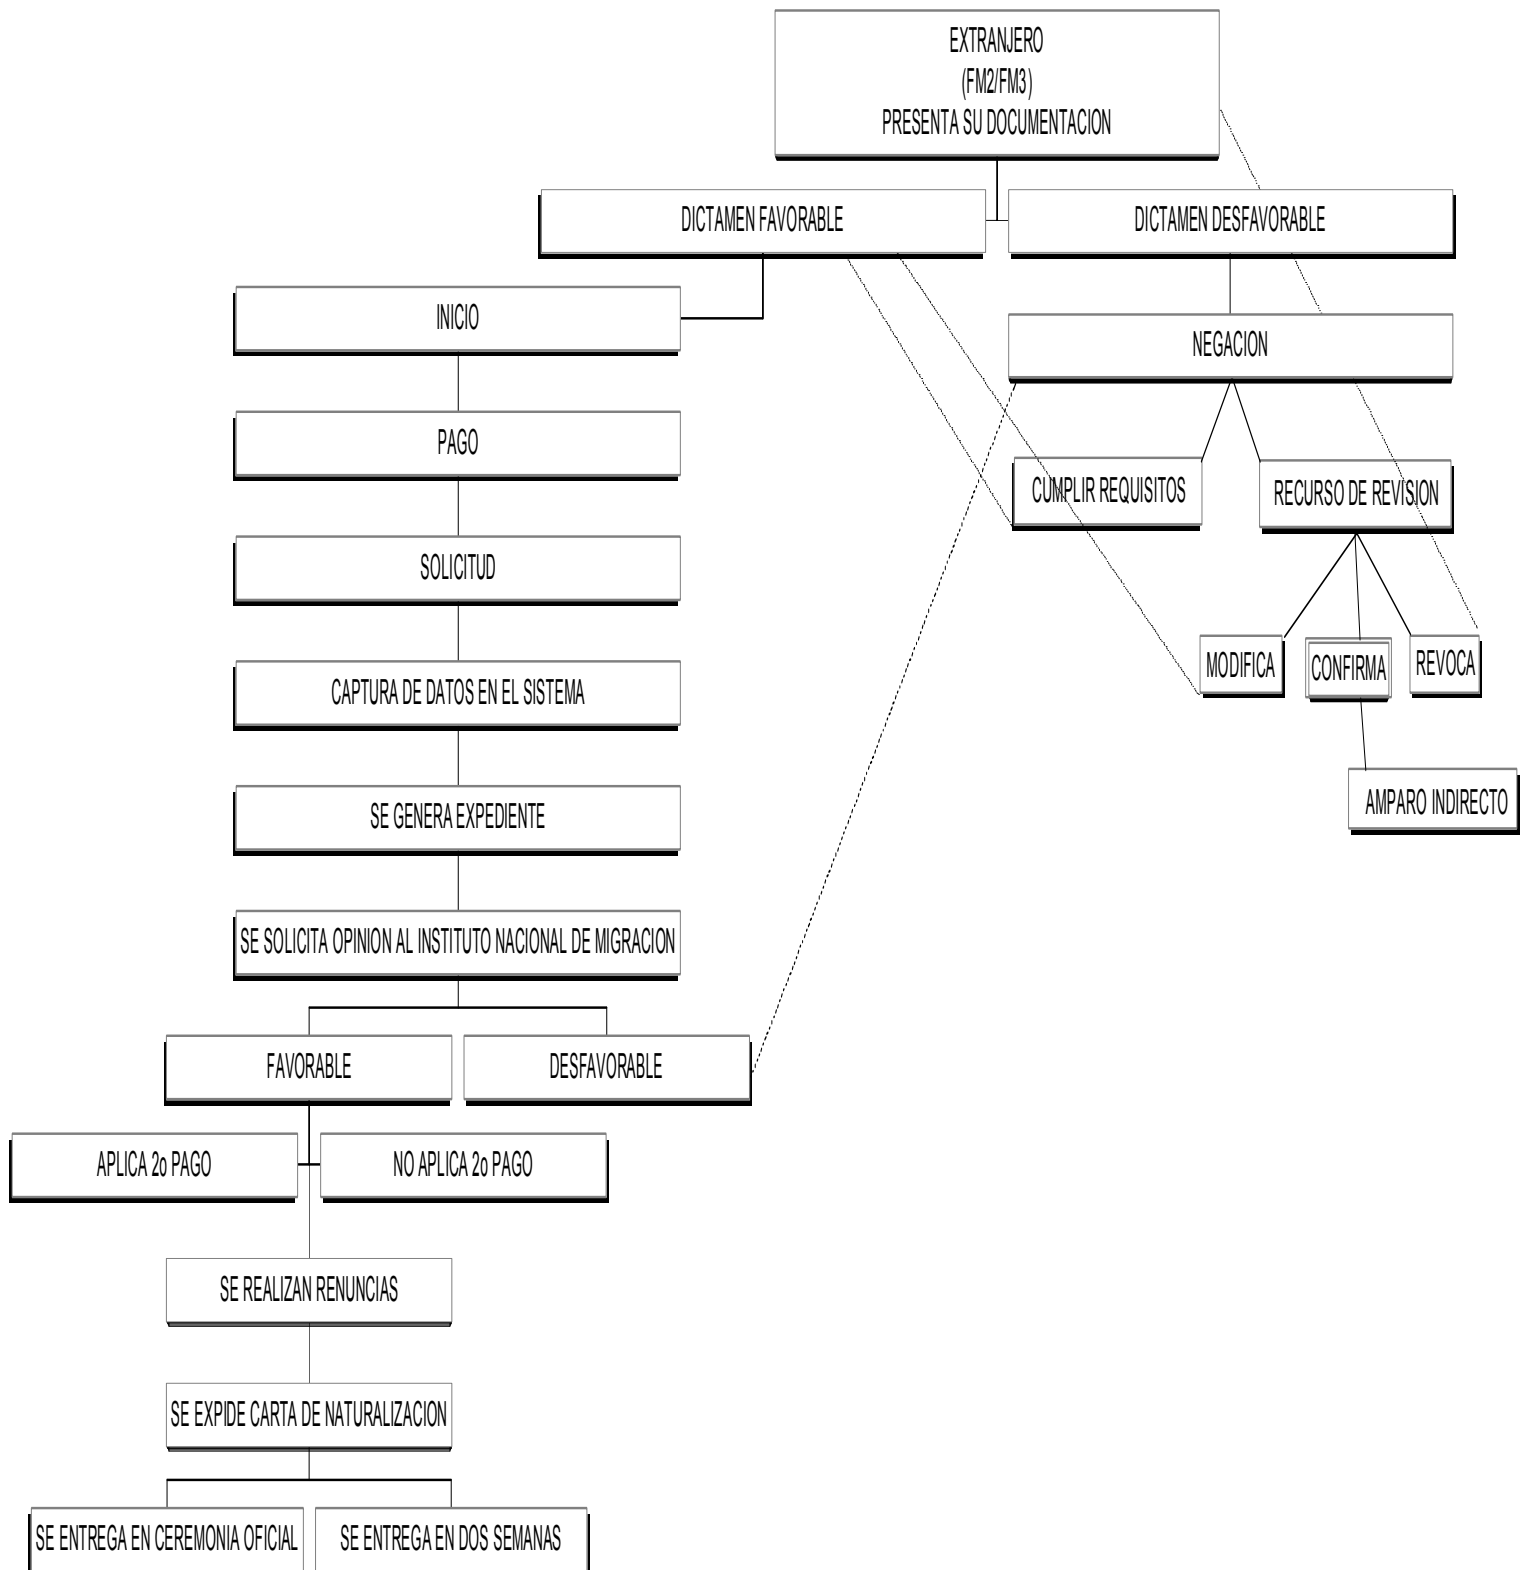 EXTRANJERO
(FM2/FM3)
PRESENTA SU DOCUMENTACION
DICTAMEN FAVORABLE
DICTAMEN DESFAVORABLE
INICIO
NEGACION
PAGO
CUMPLIR REQUISITOS
RECURSO DE REVISION
SOLICITUD
MODIFICA
CONFIRMA
REVOCA
CAPTURA DE DATOS EN EL SISTEMA
AMPARO INDIRECTO
SE GENERA EXPEDIENTE
SE SOLICITA OPINION AL INSTITUTO NACIONAL DE MIGRACION
FAVORABLE
DESFAVORABLE
APLICA 2o PAGO
NO APLICA 2o PAGO
SE REALIZAN RENUNCIAS
SE EXPIDE CARTA DE NATURALIZACION
SE ENTREGA EN CEREMONIA OFICIAL
SE ENTREGA EN DOS SEMANAS